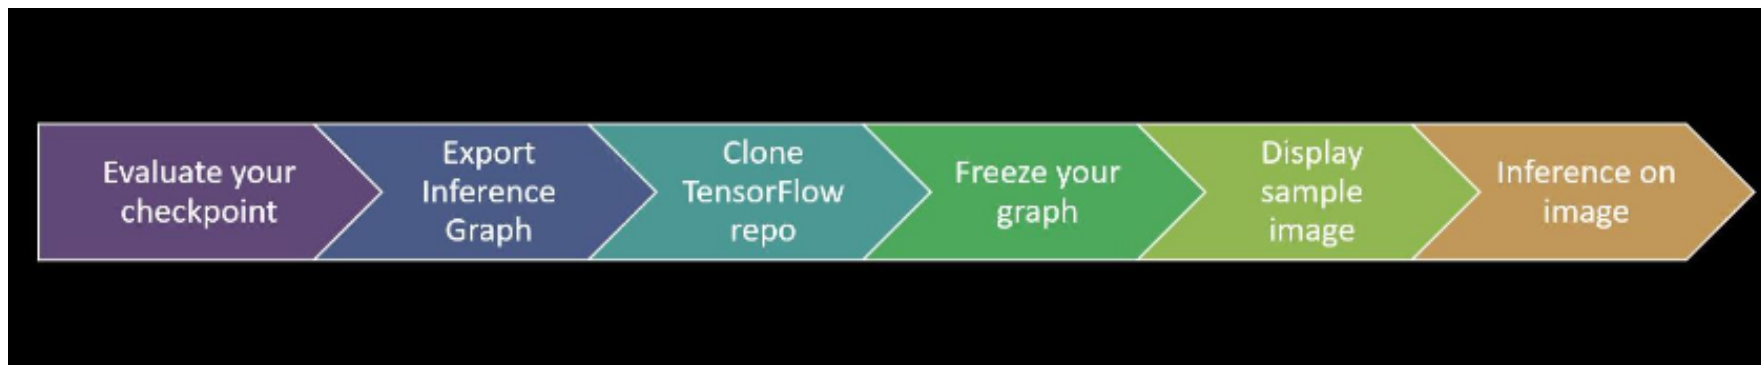 Evaluate your
checkpoint
Export
Inference
Graph
Clone
TensorFlow
repo
Freeze your
graph
Display
sample
image
Inference on
image